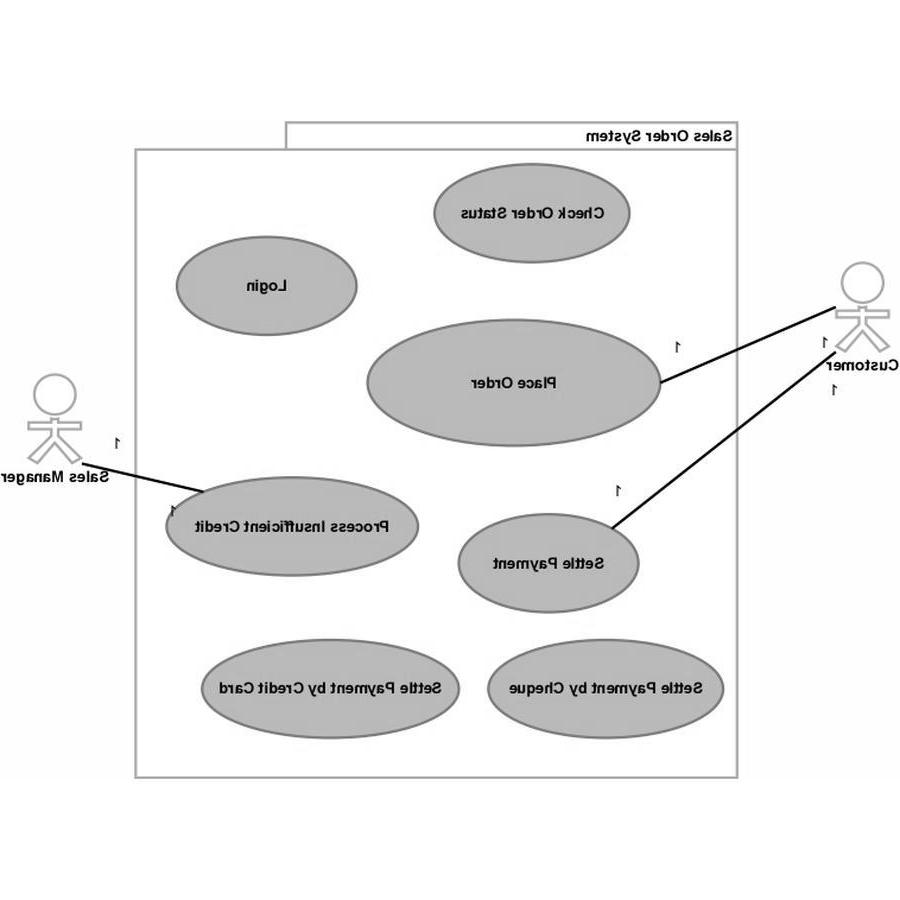 Sales Order System
Check Order Status
Login
Customer
1
1
1
Place Order
Sales Manager
1
1
Process Insufficient Credit
1
Settle Payment
Settle Payment by Cheque
Settle Payment by Credit Card